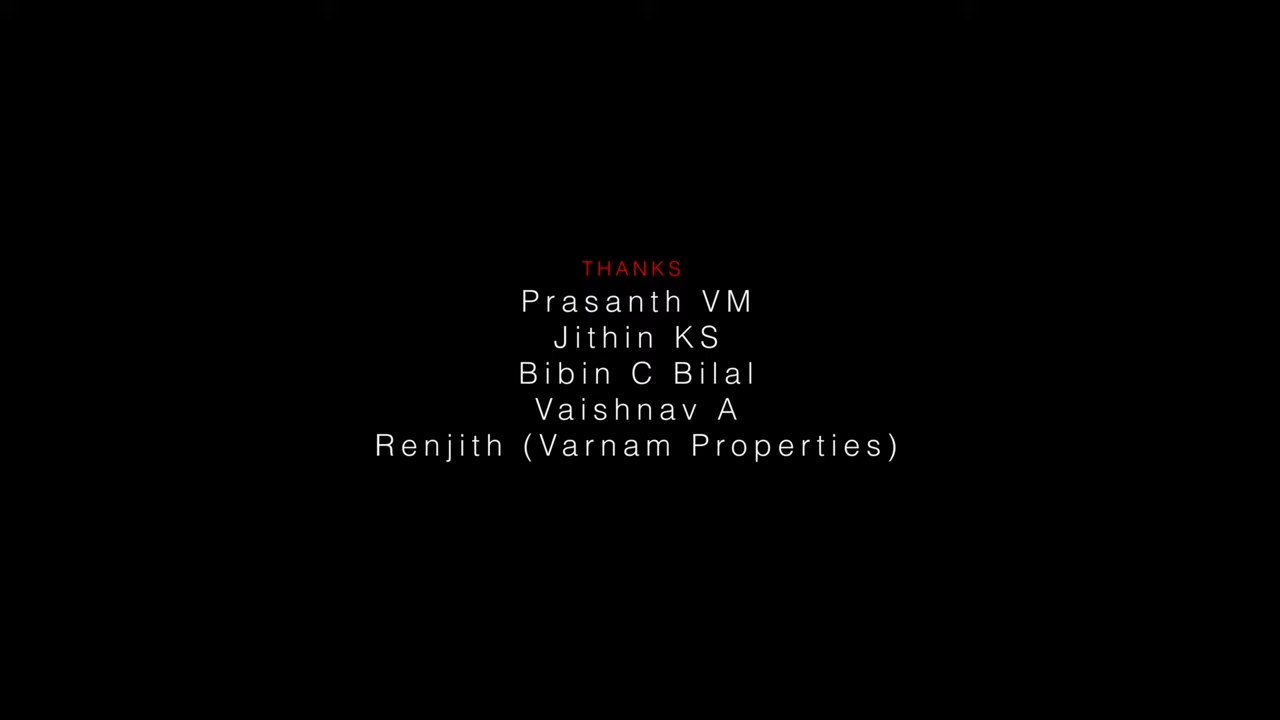 THANKS
Prasanth VM
Jithin KS
Bibin C Bilal
Vaishnav A
Renjith (Varnam Properties)